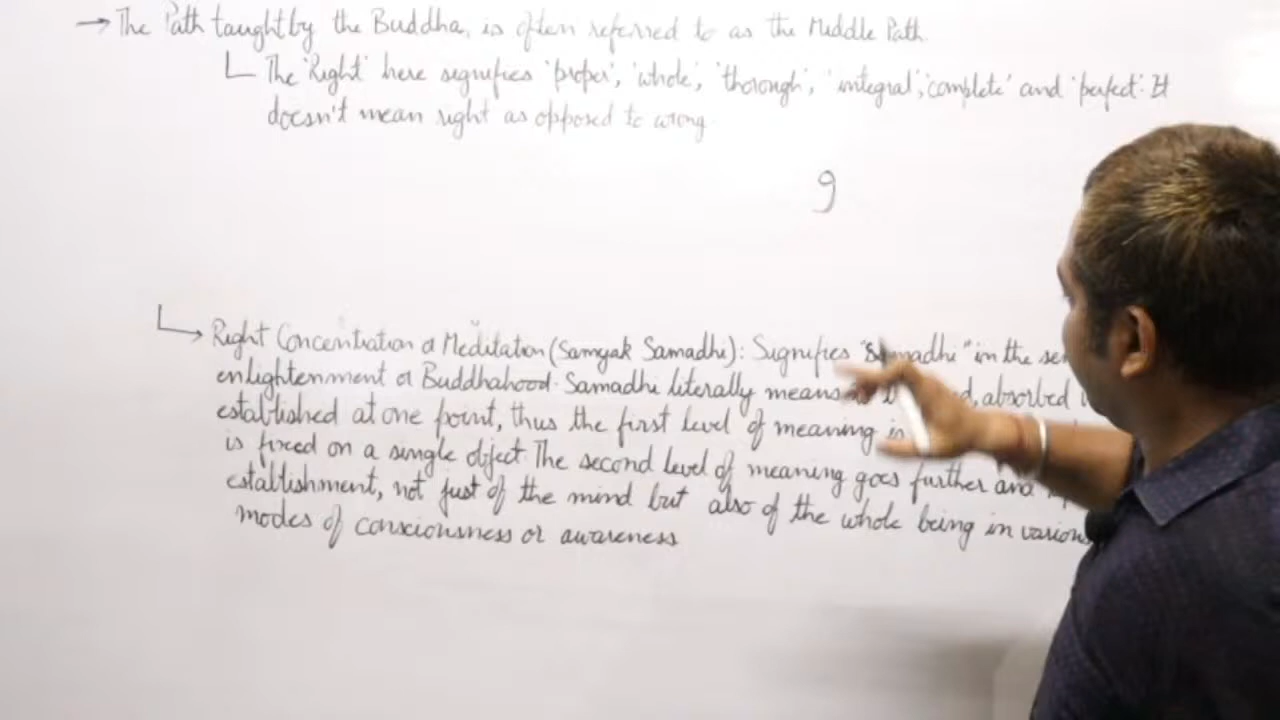 → The Path taught by the Buddha, is often referred to as the Middle Path.
The 'Right' here signifies 'proper', 'whole', 'thorough', 'integral', 'complete' and 'perfect'. It
doesn't mean right as opposed to wrong.
9
Right Concentration or Meditation (Samyak Samadhi): Signifies "Samadhi" in the
enlightenment or Buddhahood. Samadhi literally means absorbed
established at one point, thus the first level of meaning is
is fixed on a single object. The second level of meaning goes further and
establishment, not just of the mind but also of the whole being in various
modes of consciousness or awareness